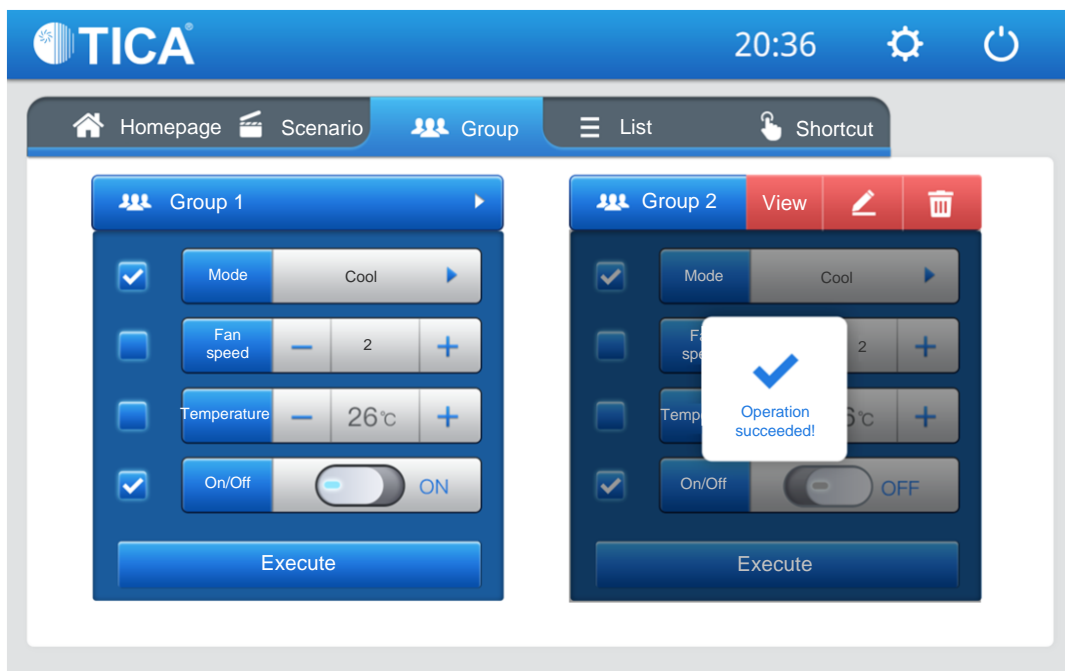 TICA®
20:36
Homepage Scenario Group List Shortcut
Group 1
Mode Cool
Fan
speed
2
Temperature 26℃
On/Off ON
Execute
Group 2 View
Mode Cool
2
On/Off OFF
Execute
Operation
succeeded!